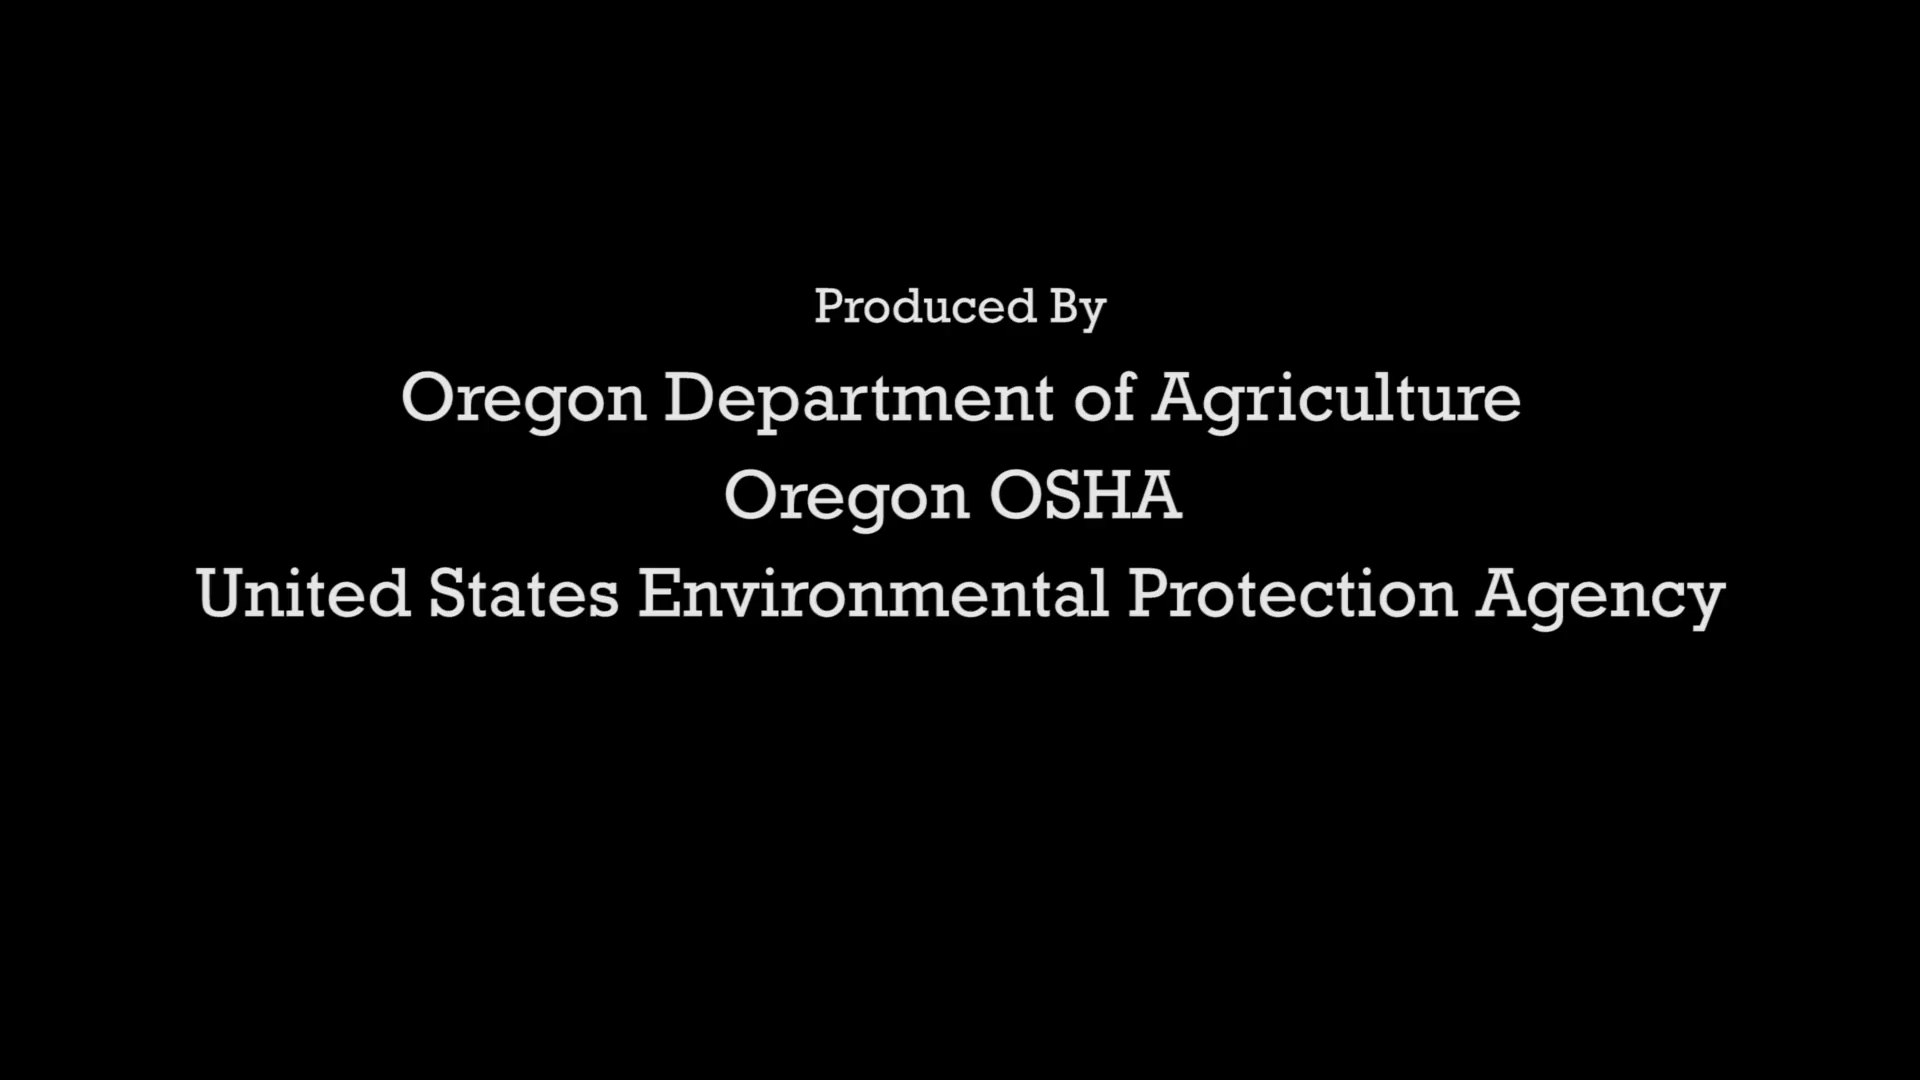 Produced By
Oregon Department of Agriculture
Oregon OSHA
United States Environmental Protection Agency